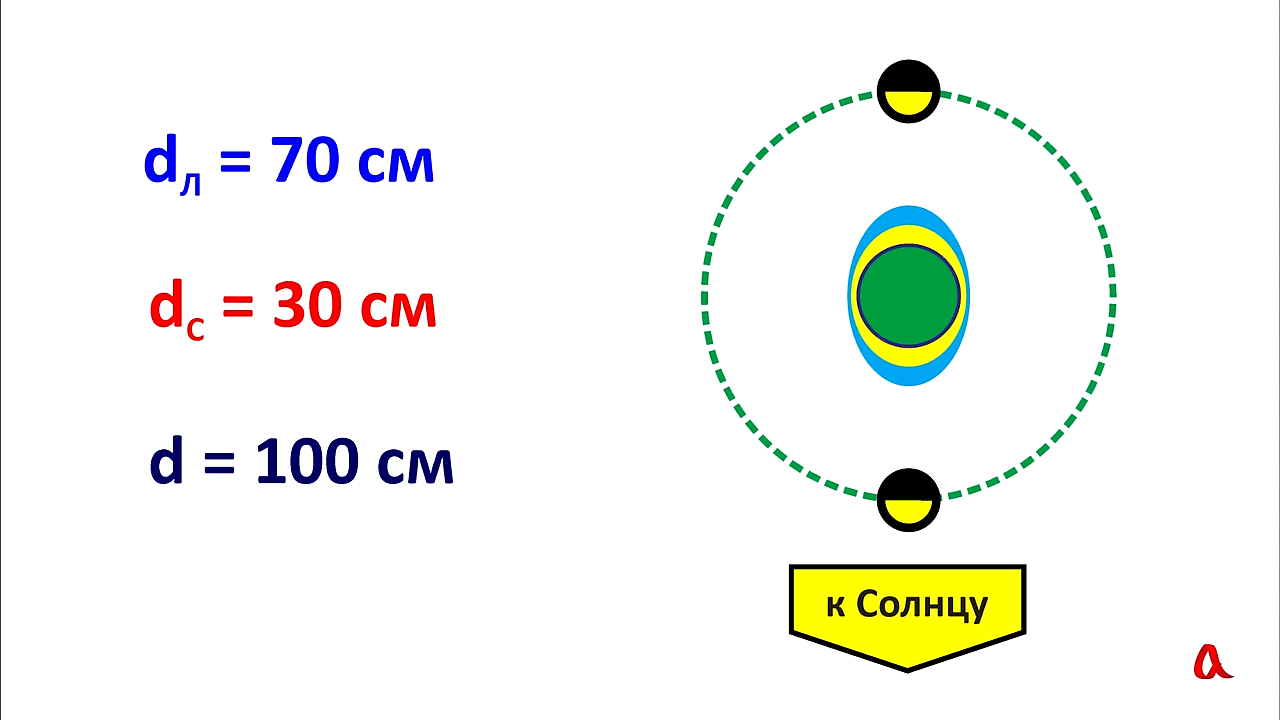 dл = 70 см
dс = 30 см
d = 100 см
к Солнцу
a